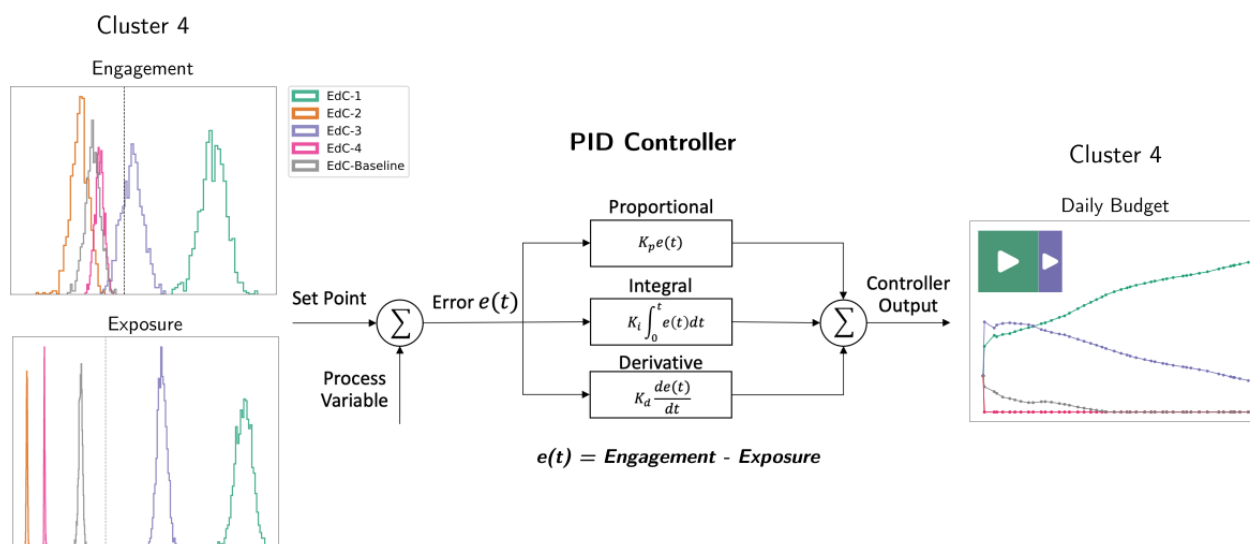 Cluster 4
Engagement
EdC-1
EdC-2
EdC-3
EdC-4
EdC-Baseline
Exposure
PID Controller
Set Point
∑
Error e(t)
Process
Variable
Proportional
K_p e(t)
Integral
K_i ∫_0^t e(t)dt
Derivative
K_d de(t)/dt
∑
Controller
Output
e(t) = Engagement - Exposure
Cluster 4
Daily Budget